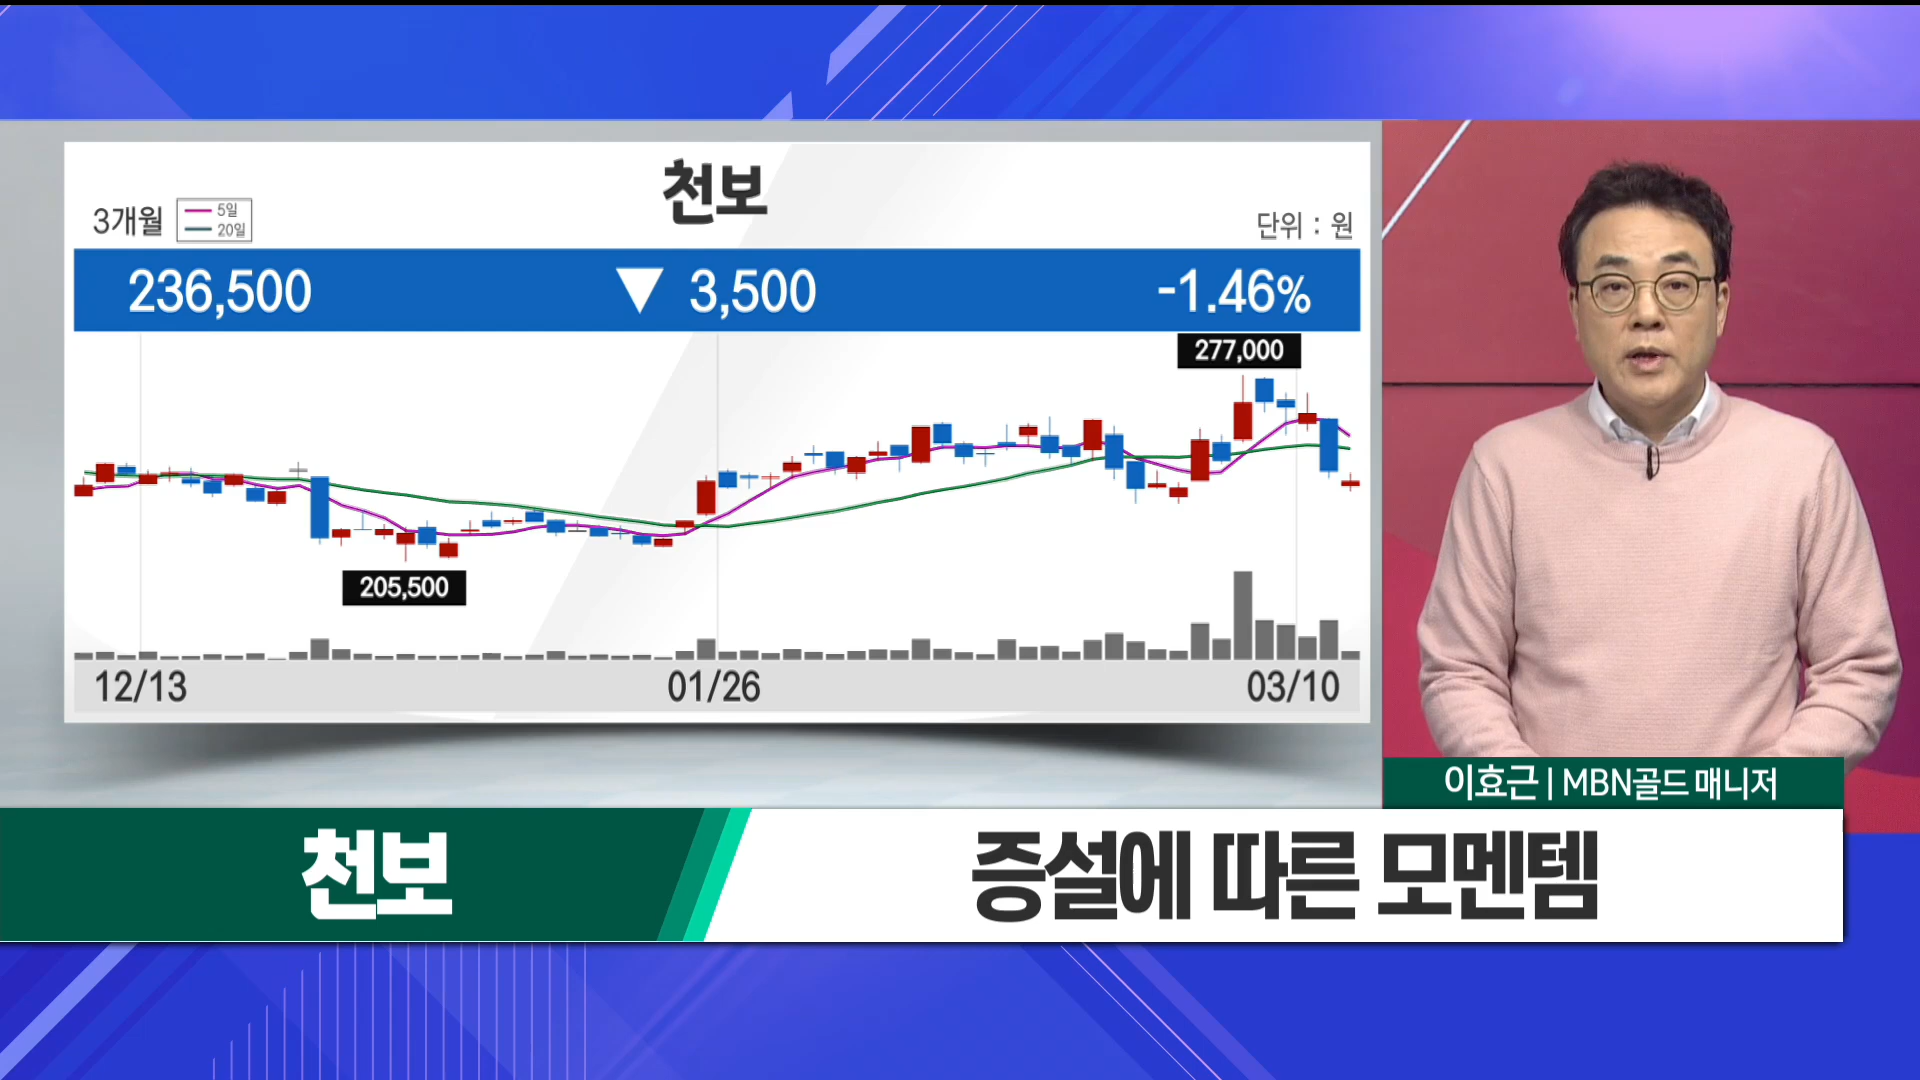 천보
3개월
5일
20일
단위 : 원
236,500 ▼ 3,500 -1.46%
277,000
205,500
12/13 01/26 03/10
이효근 | MBN골드 매니저
천보
증설에 따른 모멘템